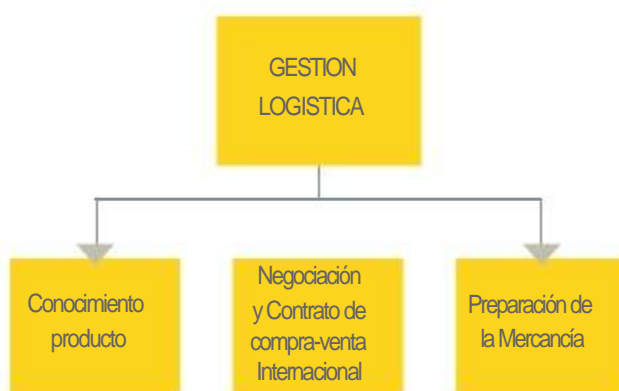 GESTION
LOGISTICA
Conocimiento
producto
Negociación
y Contrato de
compra-venta
Internacional
Preparación de
la Mercancía